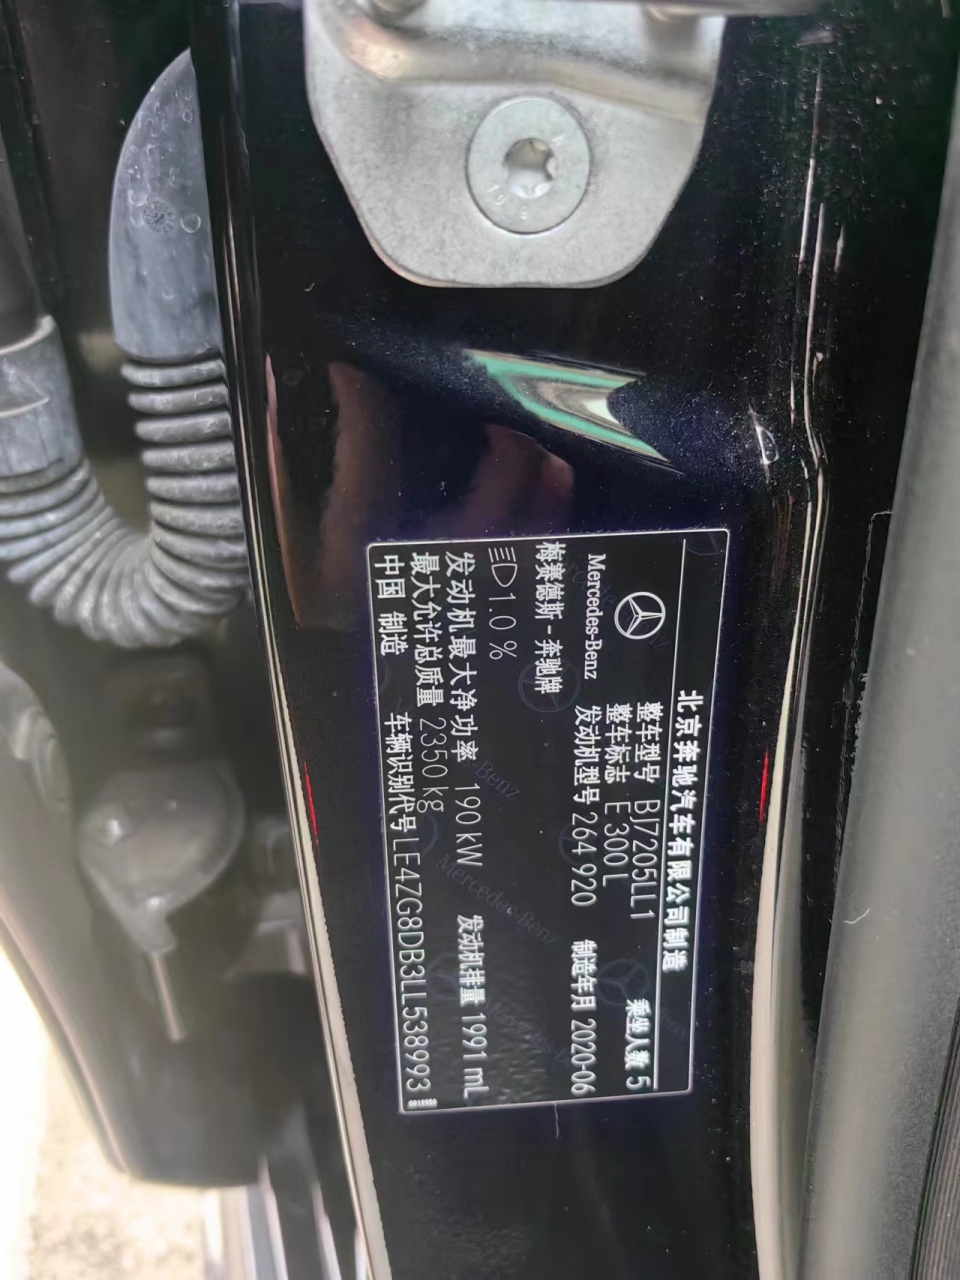 北京奔驰汽车有限公司制造
整车型号 BJ7205LL1 乘坐人数 5
整车标志 E 300 L
Mercedes-Benz 发动机型号 264 920 制造年月 2020-06
梅赛德斯-奔驰牌
1.0 %
发动机最大净功率 190 kW 发动机排量 1991 mL
最大允许总质量 2350 kg
中国 制造 车辆识别代号 LE4ZG8DB3LL538993